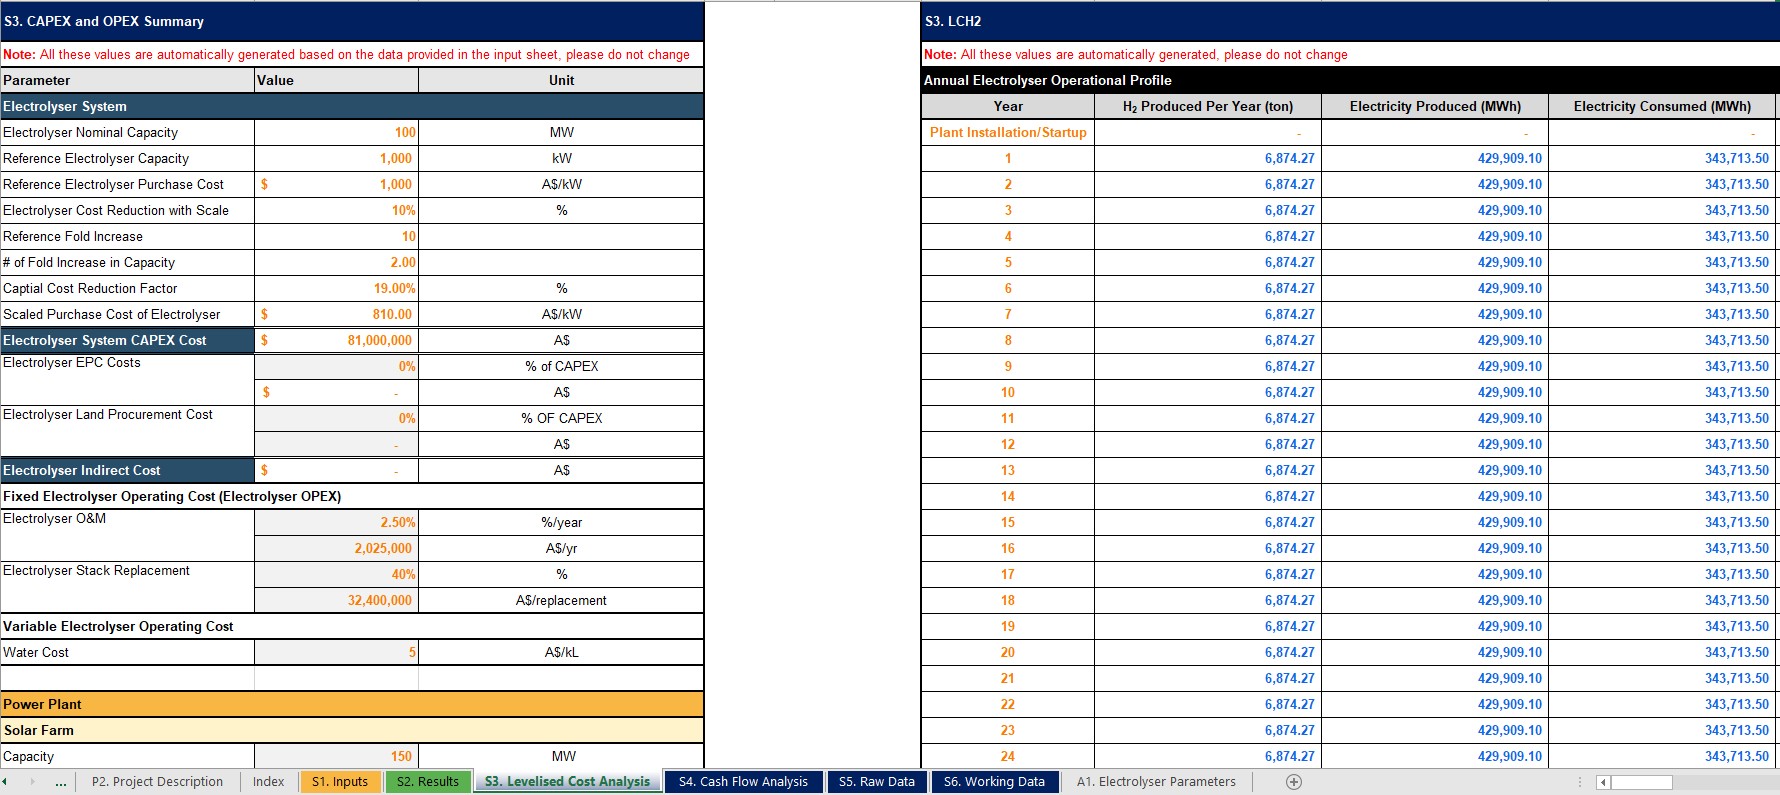 S3. CAPEX and OPEX Summary
Note: All these values are automatically generated based on the data provided in the input sheet, please do not change
Parameter Value Unit
Electrolyser System
Electrolyser Nominal Capacity 100 MW
Reference Electrolyser Capacity 1,000 kW
Reference Electrolyser Purchase Cost $ 1,000 A$/kW
Electrolyser Cost Reduction with Scale 10% %
Reference Fold Increase 10
# of Fold Increase in Capacity 2.00
Captial Cost Reduction Factor 19.00% %
Scaled Purchase Cost of Electrolyser $ 810.00 A$/kW
Electrolyser System CAPEX Cost $ 81,000,000 A$
Electrolyser EPC Costs 0% % of CAPEX
$ - A$
Electrolyser Land Procurement Cost 0% % OF CAPEX
- A$
Electrolyser Indirect Cost $ - A$
Fixed Electrolyser Operating Cost (Electrolyser OPEX)
Electrolyser O&M 2.50% %/year
2,025,000 A$/yr
Electrolyser Stack Replacement 40% %
32,400,000 A$/replacement
Variable Electrolyser Operating Cost
Water Cost 5 A$/kL
Power Plant
Solar Farm
Capacity 150 MW
S3. LCH2
Note: All these values are automatically generated, please do not change
Annual Electrolyser Operational Profile
Year H₂ Produced Per Year (ton) Electricity Produced (MWh) Electricity Consumed (MWh)
Plant Installation/Startup - - -
1 6,874.27 429,909.10 343,713.50
2 6,874.27 429,909.10 343,713.50
3 6,874.27 429,909.10 343,713.50
4 6,874.27 429,909.10 343,713.50
5 6,874.27 429,909.10 343,713.50
6 6,874.27 429,909.10 343,713.50
7 6,874.27 429,909.10 343,713.50
8 6,874.27 429,909.10 343,713.50
9 6,874.27 429,909.10 343,713.50
10 6,874.27 429,909.10 343,713.50
11 6,874.27 429,909.10 343,713.50
12 6,874.27 429,909.10 343,713.50
13 6,874.27 429,909.10 343,713.50
14 6,874.27 429,909.10 343,713.50
15 6,874.27 429,909.10 343,713.50
16 6,874.27 429,909.10 343,713.50
17 6,874.27 429,909.10 343,713.50
18 6,874.27 429,909.10 343,713.50
19 6,874.27 429,909.10 343,713.50
20 6,874.27 429,909.10 343,713.50
21 6,874.27 429,909.10 343,713.50
22 6,874.27 429,909.10 343,713.50
23 6,874.27 429,909.10 343,713.50
24 6,874.27 429,909.10 343,713.50
... P2. Project Description Index S1. Inputs S2. Results S3. Levelised Cost Analysis S4. Cash Flow Analysis S5. Raw Data S6. Working Data A1. Electrolyser Parameters